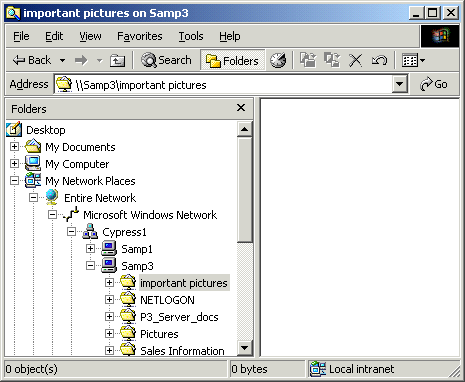 important pictures on Samp3
File Edit View Favorites Tools Help
Back Search Folders
Address \\Samp3\important pictures Go
Folders
Desktop
My Documents
My Computer
My Network Places
Entire Network
Microsoft Windows Network
Cypress1
Samp1
Samp3
important pictures
NETLOGON
P3_Server_docs
Pictures
Sales Information
0 object(s) 0 bytes Local intranet